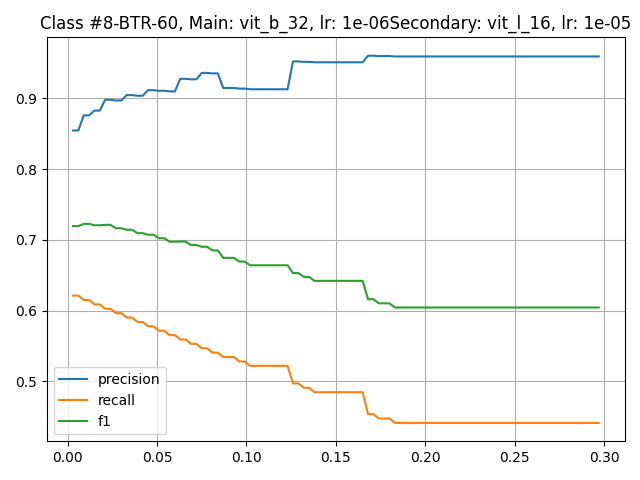 Class #8-BTR-60, Main: vit_b_32, lr: 1e-06Secondary: vit_l_16, lr: 1e-05
0.9
0.8
0.7
0.6
0.5
precision
recall
f1
0.00 0.05 0.10 0.15 0.20 0.25 0.30